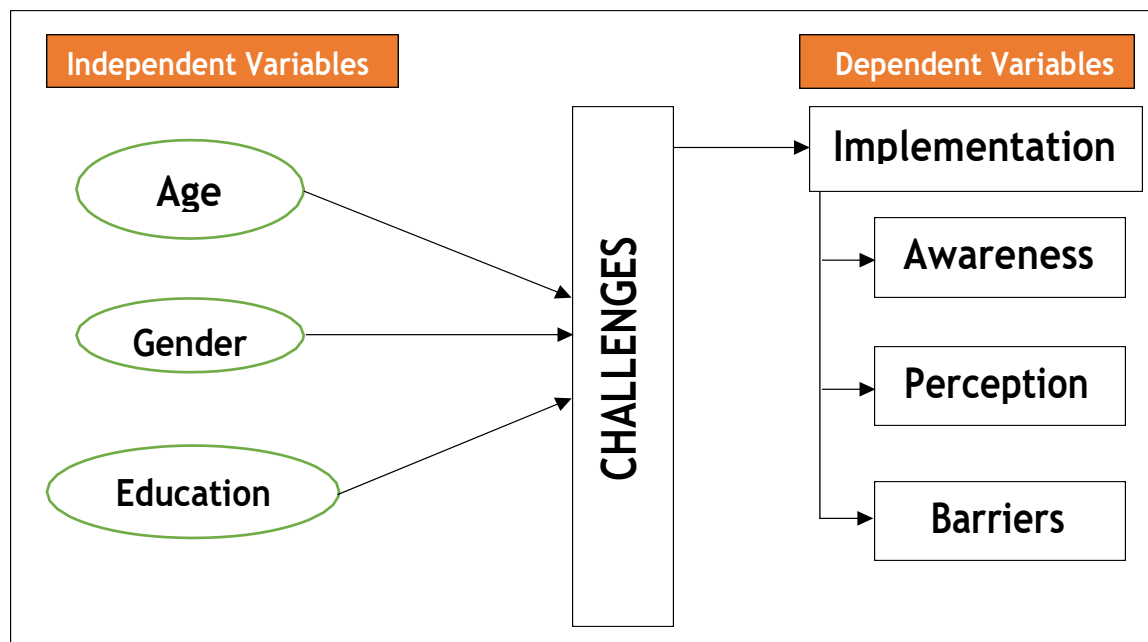 Independent Variables
Dependent Variables
Age
Gender
Education
CHALLENGES
Implementation
Awareness
Perception
Barriers